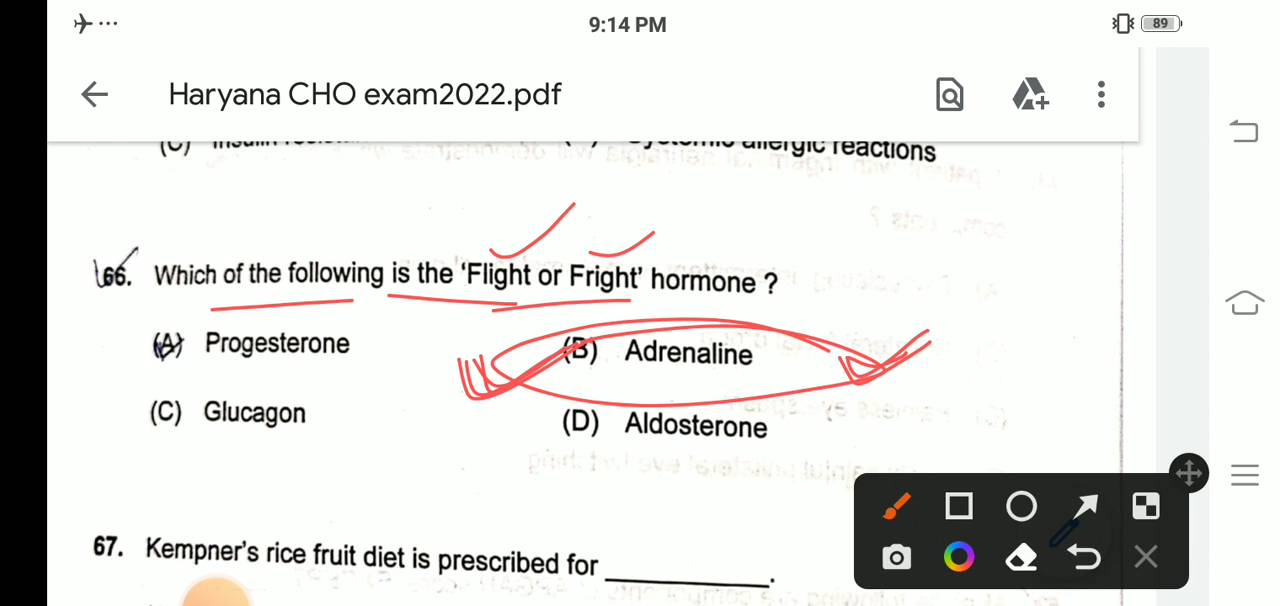 9:14 PM
89
Haryana CHO exam2022.pdf
allergic reactions
66. Which of the following is the ‘Flight or Fright’ hormone ?
(A) Progesterone (B) Adrenaline
(C) Glucagon (D) Aldosterone
67. Kempner’s rice fruit diet is prescribed for ____________.